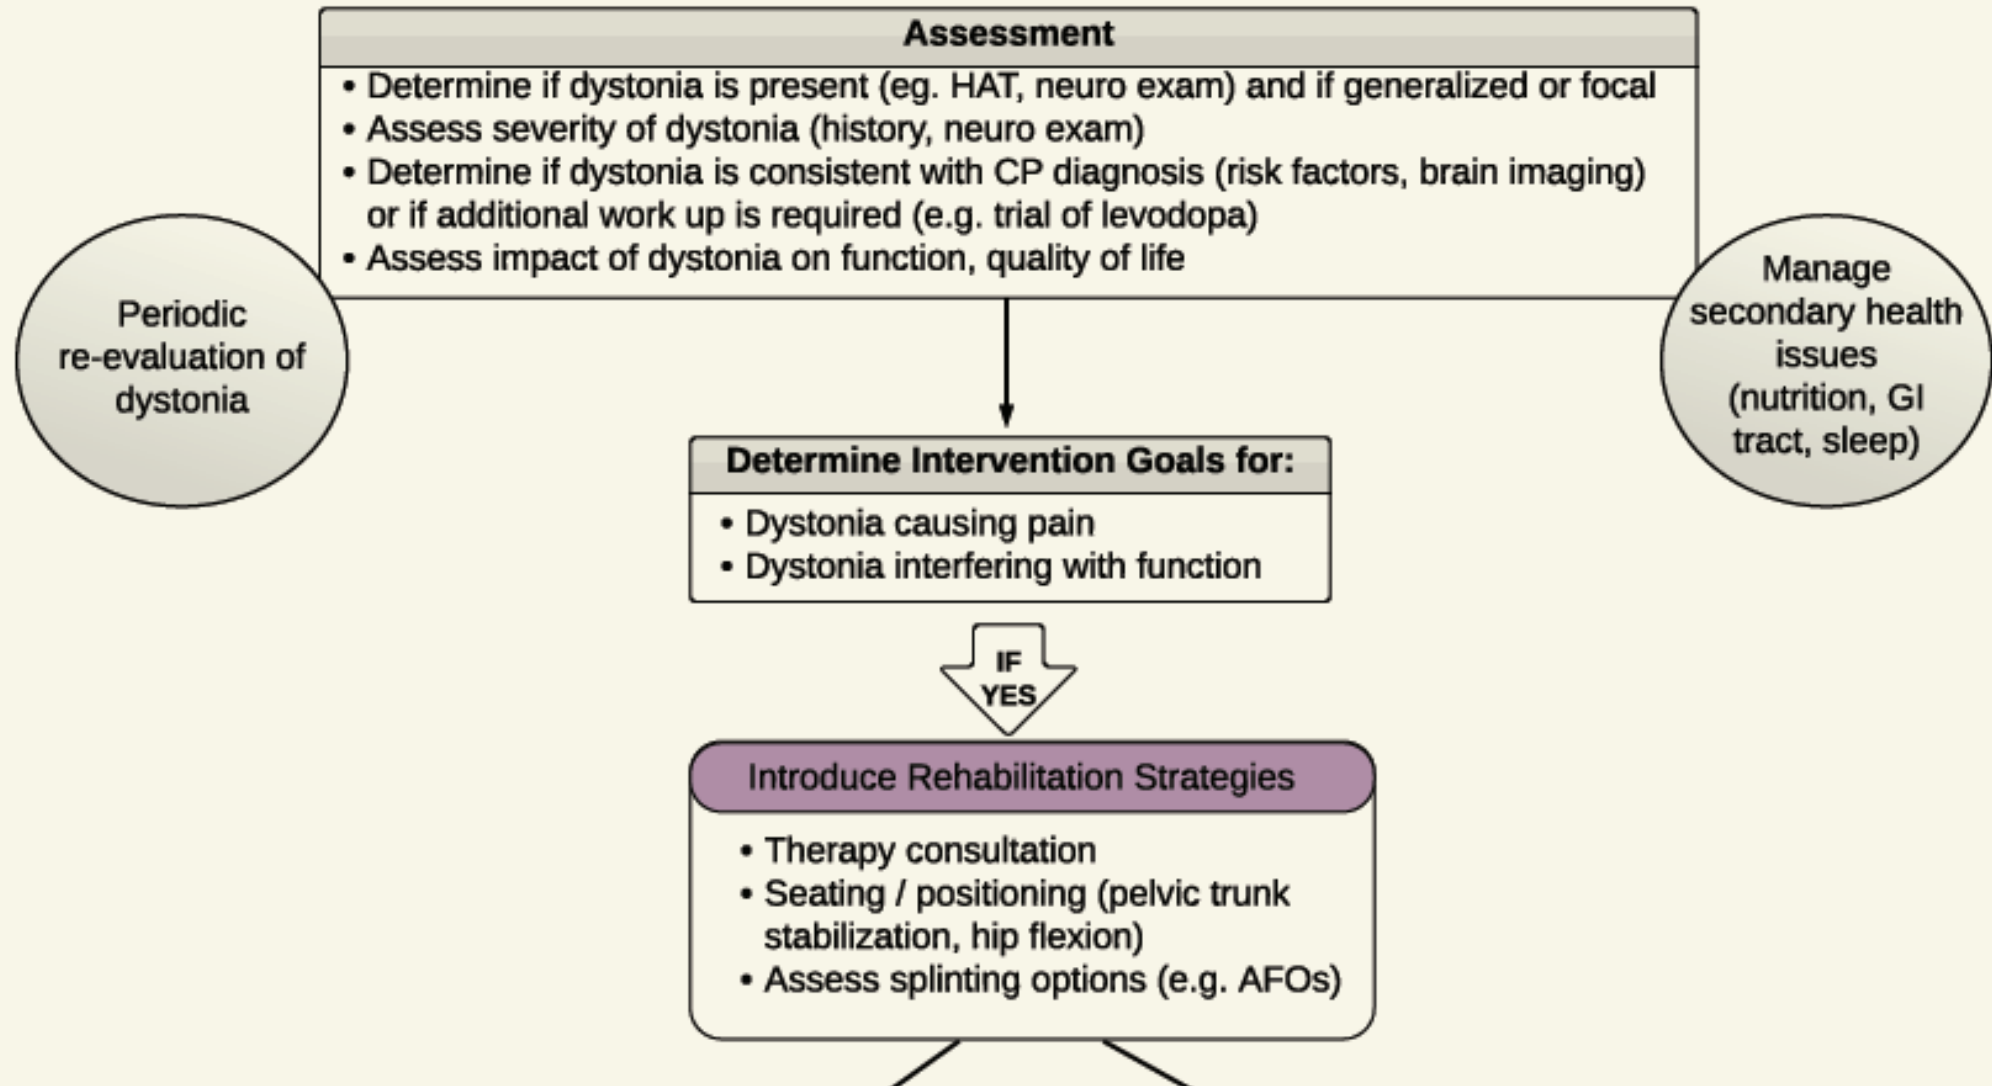 Assessment
• Determine if dystonia is present (eg. HAT, neuro exam) and if generalized or focal
• Assess severity of dystonia (history, neuro exam)
• Determine if dystonia is consistent with CP diagnosis (risk factors, brain imaging)
or if additional work up is required (e.g. trial of levodopa)
• Assess impact of dystonia on function, quality of life
Periodic
re-evaluation of
dystonia
Manage
secondary health
issues
(nutrition, GI
tract, sleep)
Determine Intervention Goals for:
• Dystonia causing pain
• Dystonia interfering with function
IF
YES
Introduce Rehabilitation Strategies
• Therapy consultation
• Seating / positioning (pelvic trunk
stabilization, hip flexion)
• Assess splinting options (e.g. AFOs)